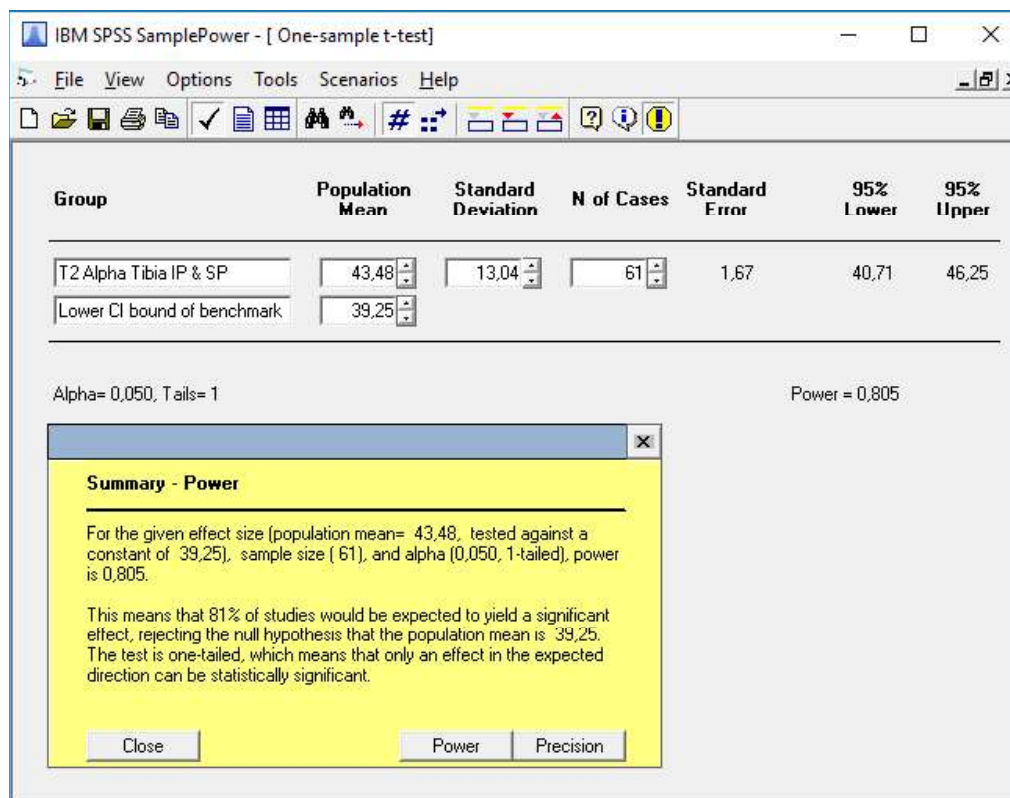 IBM SPSS SamplePower - [ One-sample t-test]
File View Options Tools Scenarios Help
Group Population Mean Standard Deviation N of Cases Standard Error 95% Lower 95% Upper
T2 Alpha Tibia IP & SP 43,48 13,04 61 1,67 40,71 46,25
Lower CI bound of benchmark 39,25
Alpha= 0,050, Tails= 1 Power = 0,805
Summary - Power
For the given effect size (population mean= 43,48, tested against a
constant of 39,25), sample size ( 61), and alpha (0,050, 1-tailed), power
is 0,805.
This means that 81% of studies would be expected to yield a significant
effect, rejecting the null hypothesis that the population mean is 39,25.
The test is one-tailed, which means that only an effect in the expected
direction can be statistically significant.
Close Power Precision